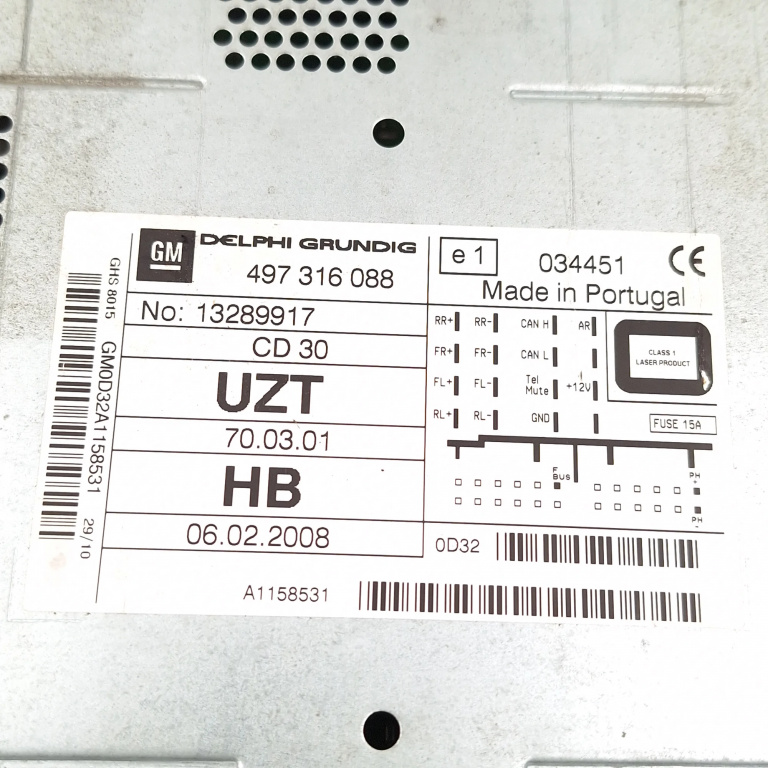 GM DELPHI GRUNDIG
497 316 088
No: 13289917
CD 30
UZT
70.03.01
HB
06.02.2008
e1 034451 CE
Made in Portugal
RR+ RR- CAN H AR
FR+ FR- CAN L
FL+ FL- Tel Mute +12V
RL+ RL- GND
CLASS 1
LASER PRODUCT
FUSE 15A
F BUS
PH +
PH -
0D32
A1158531
GHS 8015
GM0D32A1158531
29/10